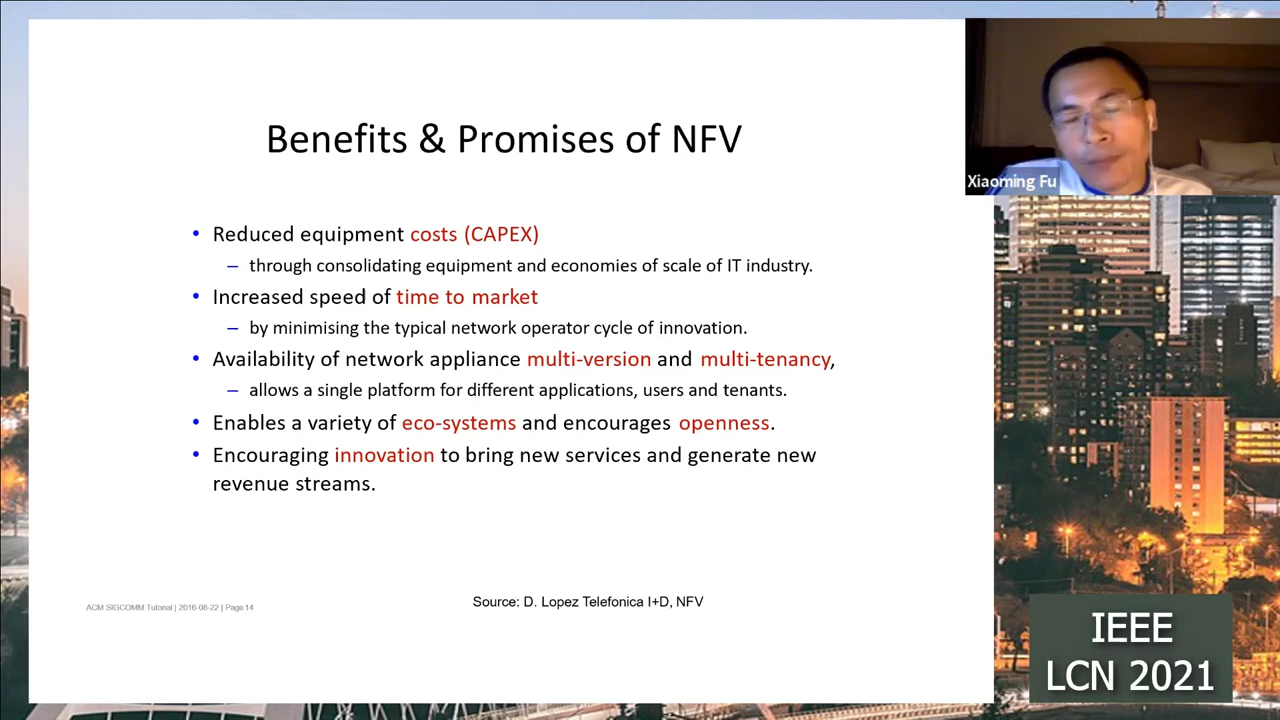 Benefits & Promises of NFV
Xiaoming Fu
• Reduced equipment costs (CAPEX)
– through consolidating equipment and economies of scale of IT industry.
• Increased speed of time to market
– by minimising the typical network operator cycle of innovation.
• Availability of network appliance multi-version and multi-tenancy,
– allows a single platform for different applications, users and tenants.
• Enables a variety of eco-systems and encourages openness.
• Encouraging innovation to bring new services and generate new
revenue streams.
Source: D. Lopez Telefonica I+D, NFV
ACM SIGCOMM Tutorial | 2016-08-22 | Page 14
IEEE
LCN 2021